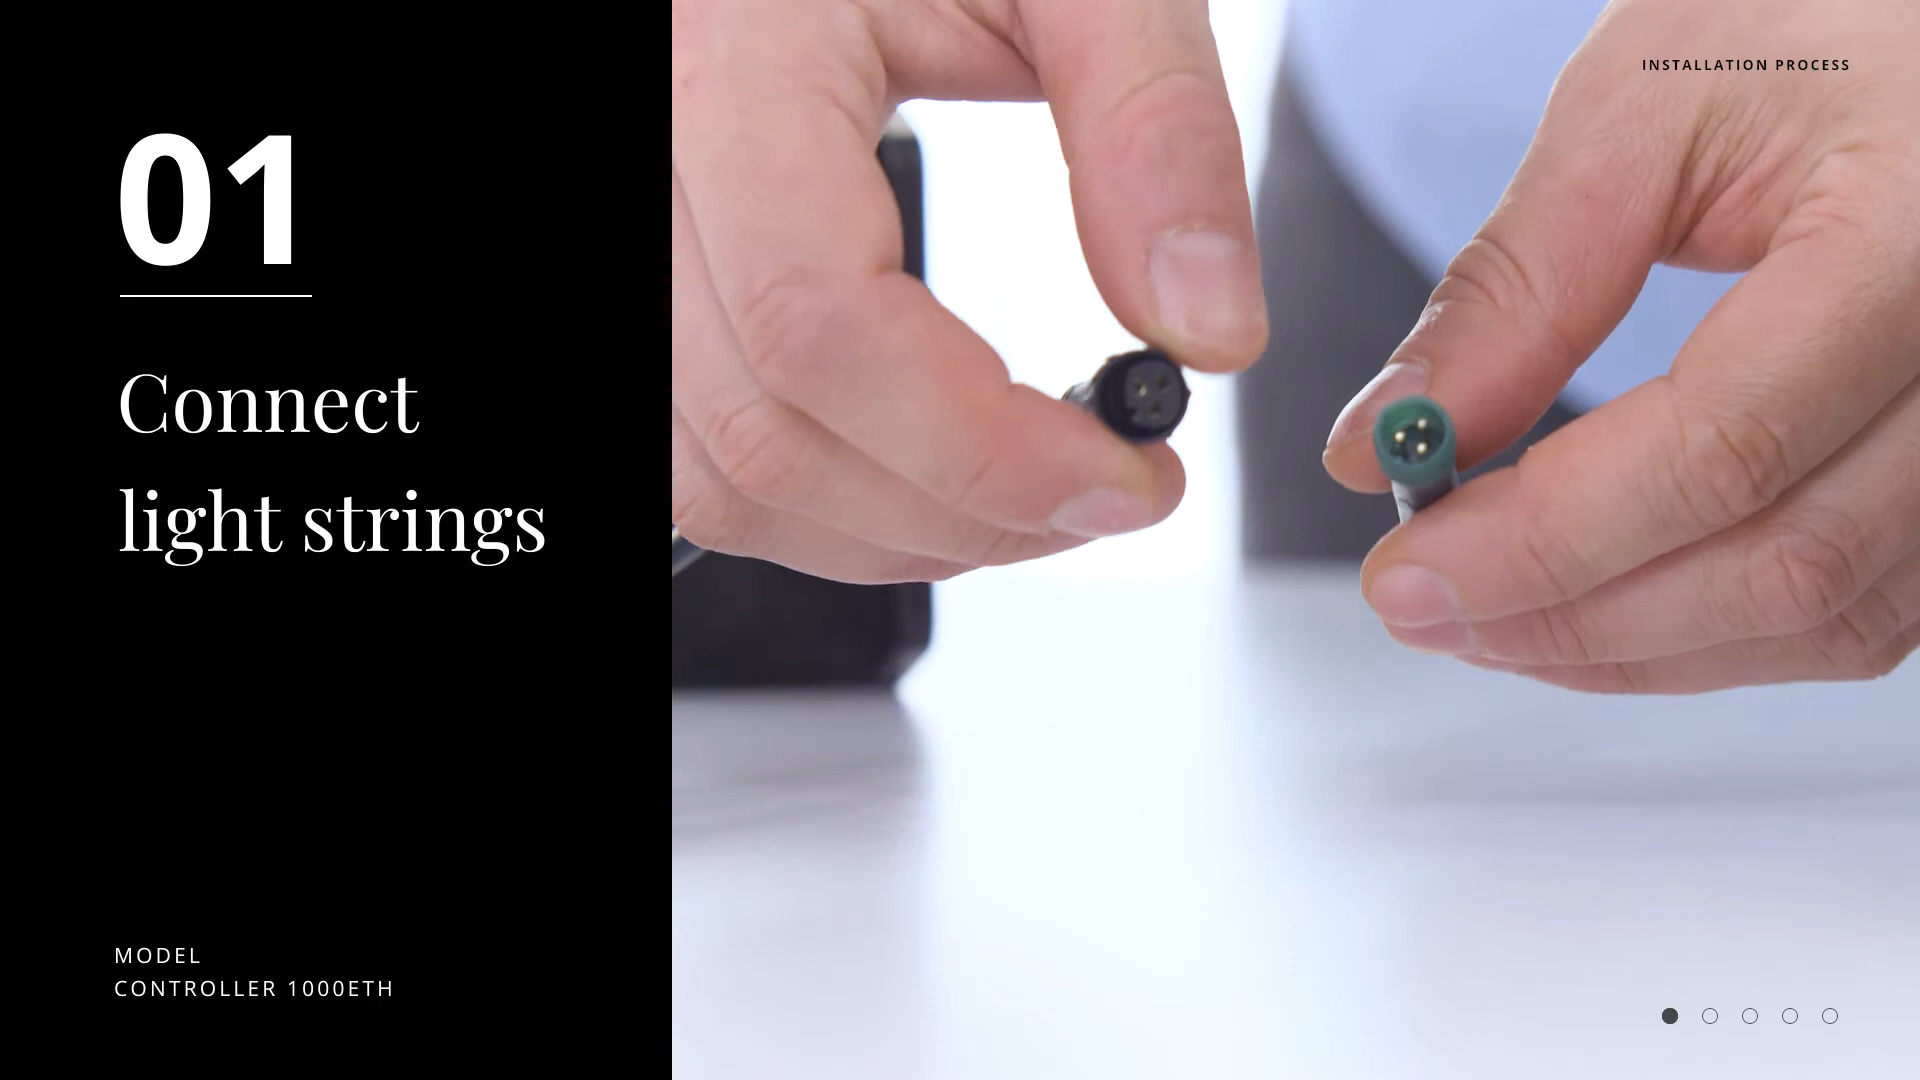 INSTALLATION PROCESS
01
Connect
light strings
MODEL
CONTROLLER 1000ETH